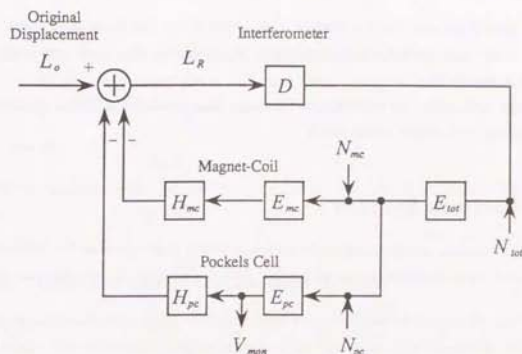 Original
Displacement
Interferometer
L_o
+
L_R
D
− −
Magnet-Coil
N_mc
H_mc
E_mc
E_tot
N_tot
Pockels Cell
H_pc
E_pc
V_mon
N_pc